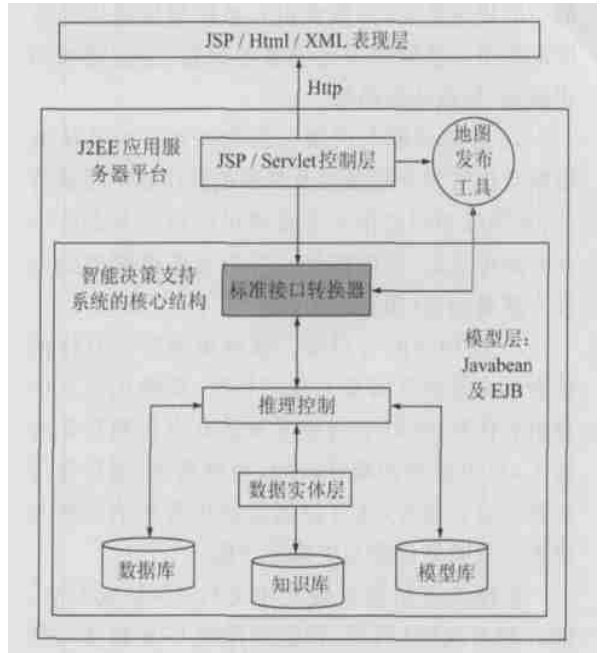 JSP / Html / XML 表现层
Http
J2EE 应用服
务器平台
JSP / Servlet 控制层
地图
发布
工具
智能决策支持
系统的核心结构
标准接口转换器
模型层:
Javabean
及 EJB
推理控制
数据实体层
数据库
知识库
模型库